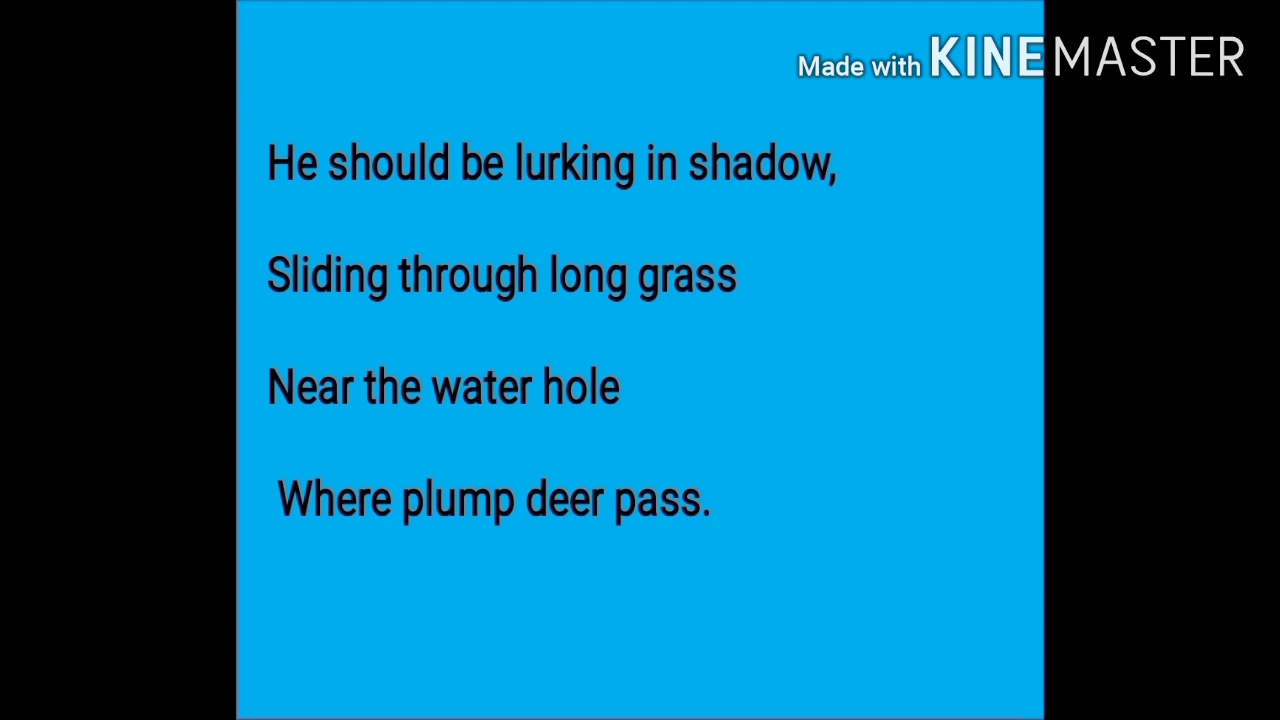 Made with KINEMASTER
He should be lurking in shadow,
Sliding through long grass
Near the water hole
Where plump deer pass.